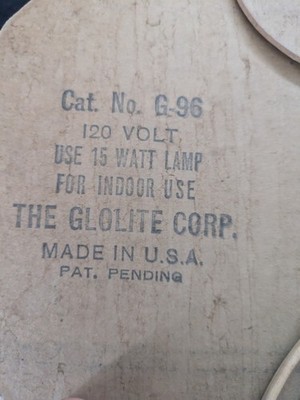 Cat. No. G-96
120 VOLT
USE 15 WATT LAMP
FOR INDOOR USE
THE GLOLITE CORP.
MADE IN U.S.A.
PAT. PENDING